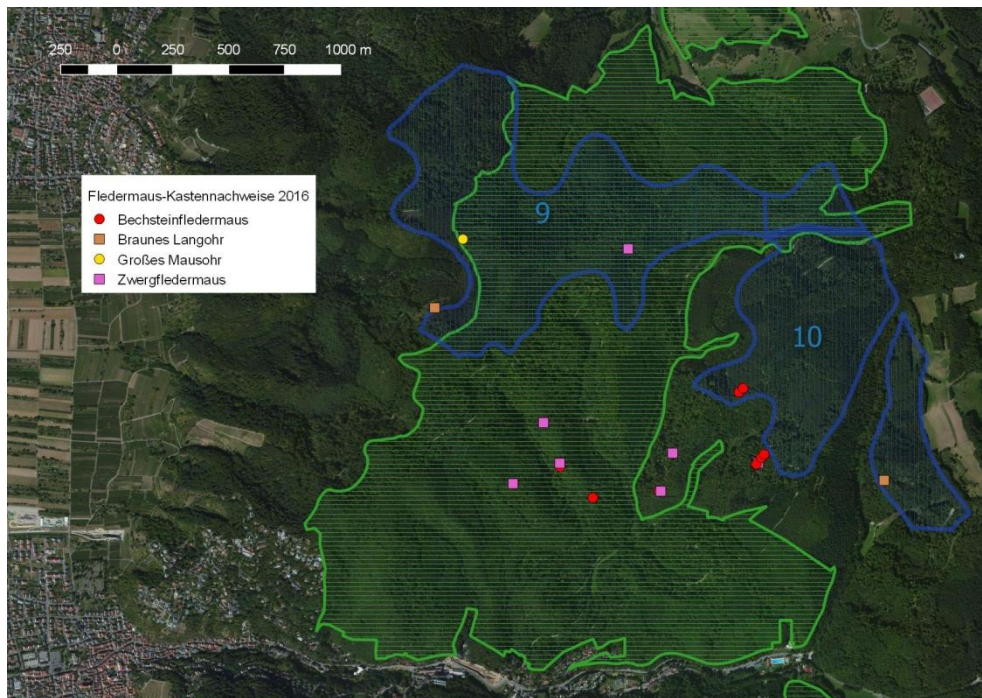 250 0 250 500 750 1000 m
Fledermaus-Kastennachweise 2016
Bechsteinfledermaus
Braunes Langohr
Großes Mausohr
Zwergfledermaus
9
10